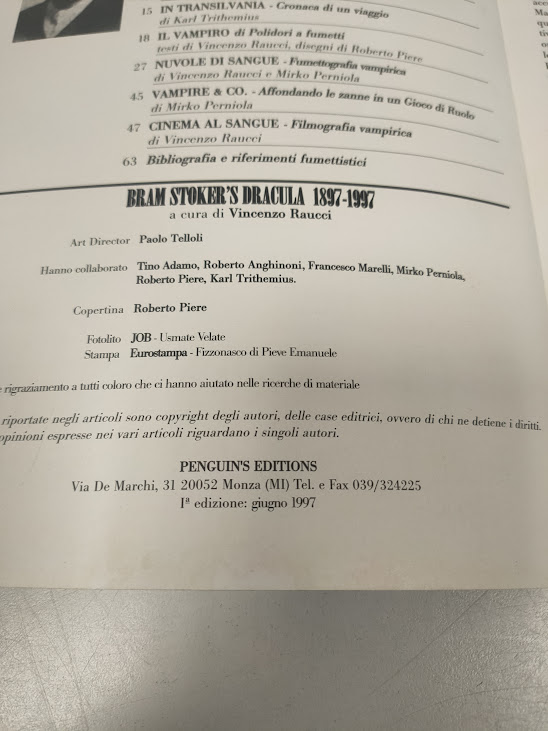 15 IN TRANSILVANIA - Cronaca di un viaggio
di Karl Trithemius
18 IL VAMPIRO di Polidori a fumetti
testi di Vincenzo Raucci, disegni di Roberto Piere
27 NUVOLE DI SANGUE - Fumettografia vampirica
di Vincenzo Raucci e Mirko Perniola
45 VAMPIRE & CO. - Affondando le zanne in un Gioco di Ruolo
di Mirko Perniola
47 CINEMA AL SANGUE - Filmografia vampirica
di Vincenzo Raucci
63 Bibliografia e riferimenti fumettistici
BRAM STOKER'S DRACULA 1897-1997
a cura di Vincenzo Raucci
Art Director Paolo Telloli
Hanno collaborato Tino Adamo, Roberto Anghinoni, Francesco Marelli, Mirko Perniola,
Roberto Piere, Karl Trithemius.
Copertina Roberto Piere
Fotolito JOB - Usmate Velate
Stampa Eurostampa - Fizzonasco di Pieve Emanuele
rigraziamento a tutti coloro che ci hanno aiutato nelle ricerche di materiale
riportate negli articoli sono copyright degli autori, delle case editrici, ovvero di chi ne detiene i diritti.
opinioni espresse nei vari articoli riguardano i singoli autori.
PENGUIN'S EDITIONS
Via De Marchi, 31 20052 Monza (MI) Tel. e Fax 039/324225
Iª edizione: giugno 1997